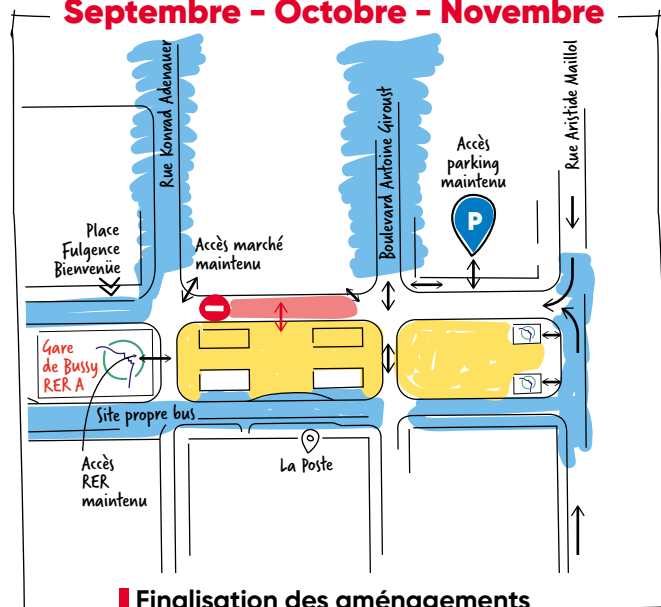 Septembre - Octobre - Novembre
Rue Konrad Adenauer
Boulevard Antoine Giroust
Rue Aristide Maillol
Accès
parking
maintenu
P
Place
Fulgence
Bienvenüe
Accès marché
maintenu
Gare
de Bussy
RER A
Site propre bus
Accès
RER
maintenu
La Poste
Finalisation des aménagements